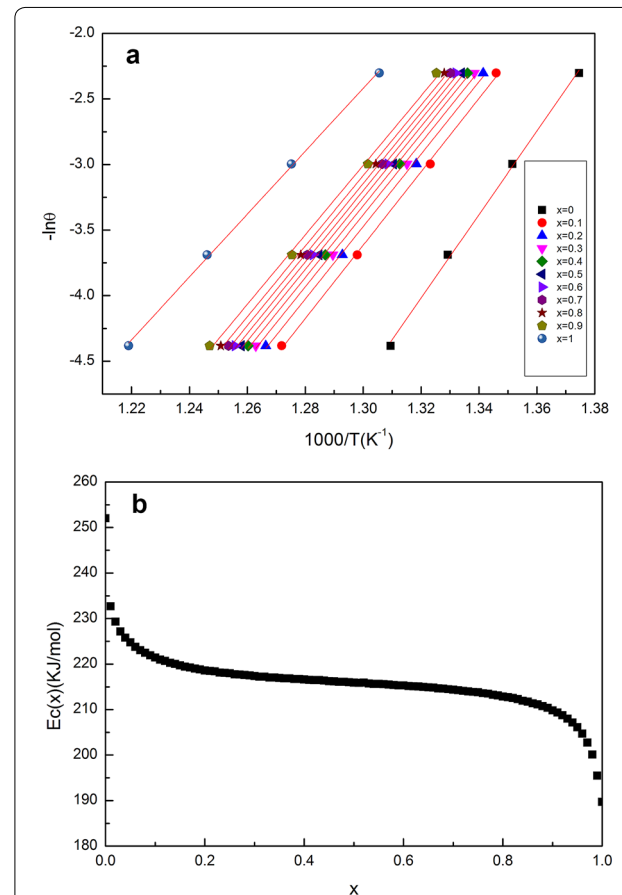 a
-2.0
-2.5
-3.0
-3.5
-4.0
-4.5
-lnθ
1.22 1.24 1.26 1.28 1.30 1.32 1.34 1.36 1.38
1000/T(K⁻¹)
x=0
x=0.1
x=0.2
x=0.3
x=0.4
x=0.5
x=0.6
x=0.7
x=0.8
x=0.9
x=1
b
260
250
240
230
220
210
200
190
180
Ec(x)(KJ/mol)
0.0 0.2 0.4 0.6 0.8 1.0
x